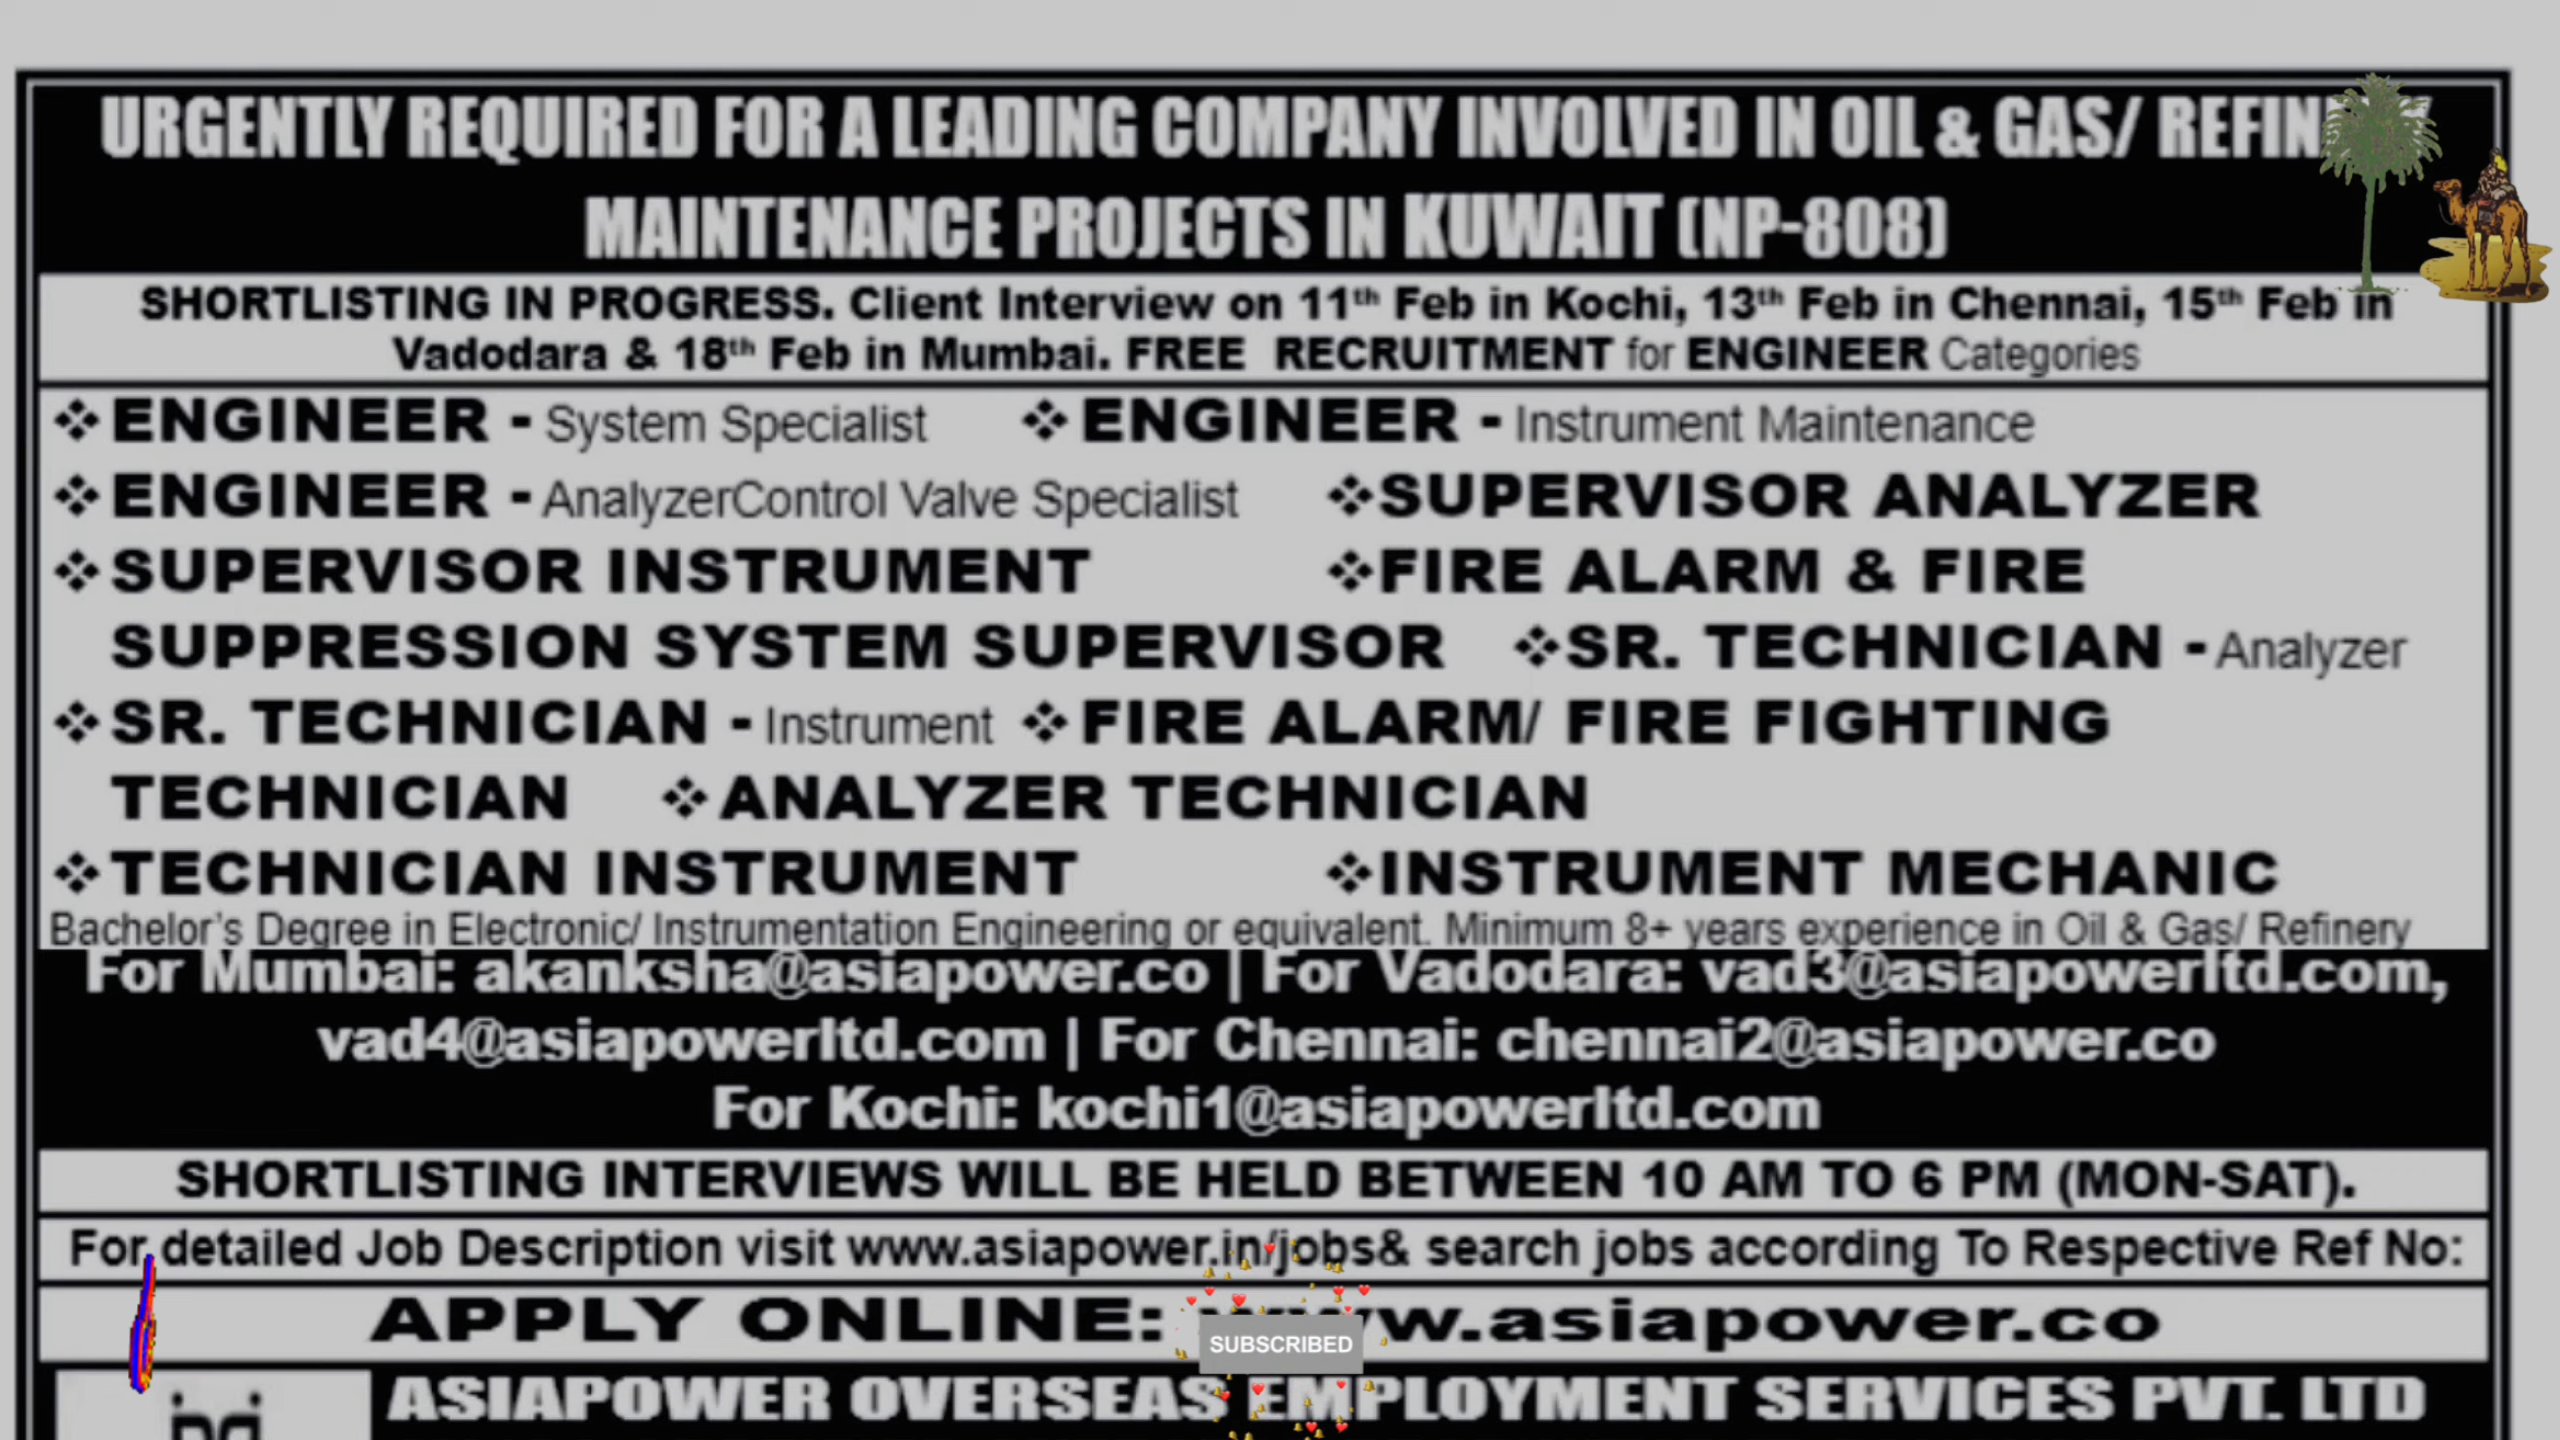 URGENTLY REQUIRED FOR A LEADING COMPANY INVOLVED IN OIL & GAS/
MAINTENANCE PROJECTS IN KUWAIT (NP-808)
SHORTLISTING IN PROGRESS. Client Interview on 11th Feb in Kochi, 13th Feb in Chennai, 15th Feb in
Vadodara & 18th Feb in Mumbai. FREE RECRUITMENT for ENGINEER Categories
❖ ENGINEER - System Specialist ❖ ENGINEER - Instrument Maintenance
❖ ENGINEER - AnalyzerControl Valve Specialist ❖ SUPERVISOR ANALYZER
❖ SUPERVISOR INSTRUMENT ❖ FIRE ALARM & FIRE
SUPPRESSION SYSTEM SUPERVISOR ❖ SR. TECHNICIAN - Analyzer
❖ SR. TECHNICIAN - Instrument ❖ FIRE ALARM/ FIRE FIGHTING
TECHNICIAN ❖ ANALYZER TECHNICIAN
❖ TECHNICIAN INSTRUMENT ❖ INSTRUMENT MECHANIC
Bachelor's Degree in Electronic/ Instrumentation Engineering or equivalent. Minimum 8+ years experience in Oil & Gas/ Refinery
For Mumbai: akanksha@asiapower.co | For Vadodara: vad3@asiapowerltd.com,
vad4@asiapowerltd.com | For Chennai: chennai2@asiapower.co
For Kochi: kochi1@asiapowerltd.com
SHORTLISTING INTERVIEWS WILL BE HELD BETWEEN 10 AM TO 6 PM (MON-SAT).
For detailed Job Description visit www.asiapower.in/jobs& search jobs according To Respective Ref No:
APPLY ONLINE: www.asiapower.co
SUBSCRIBED
ASIAPOWER OVERSEAS EMPLOYMENT SERVICES PVT. LTD